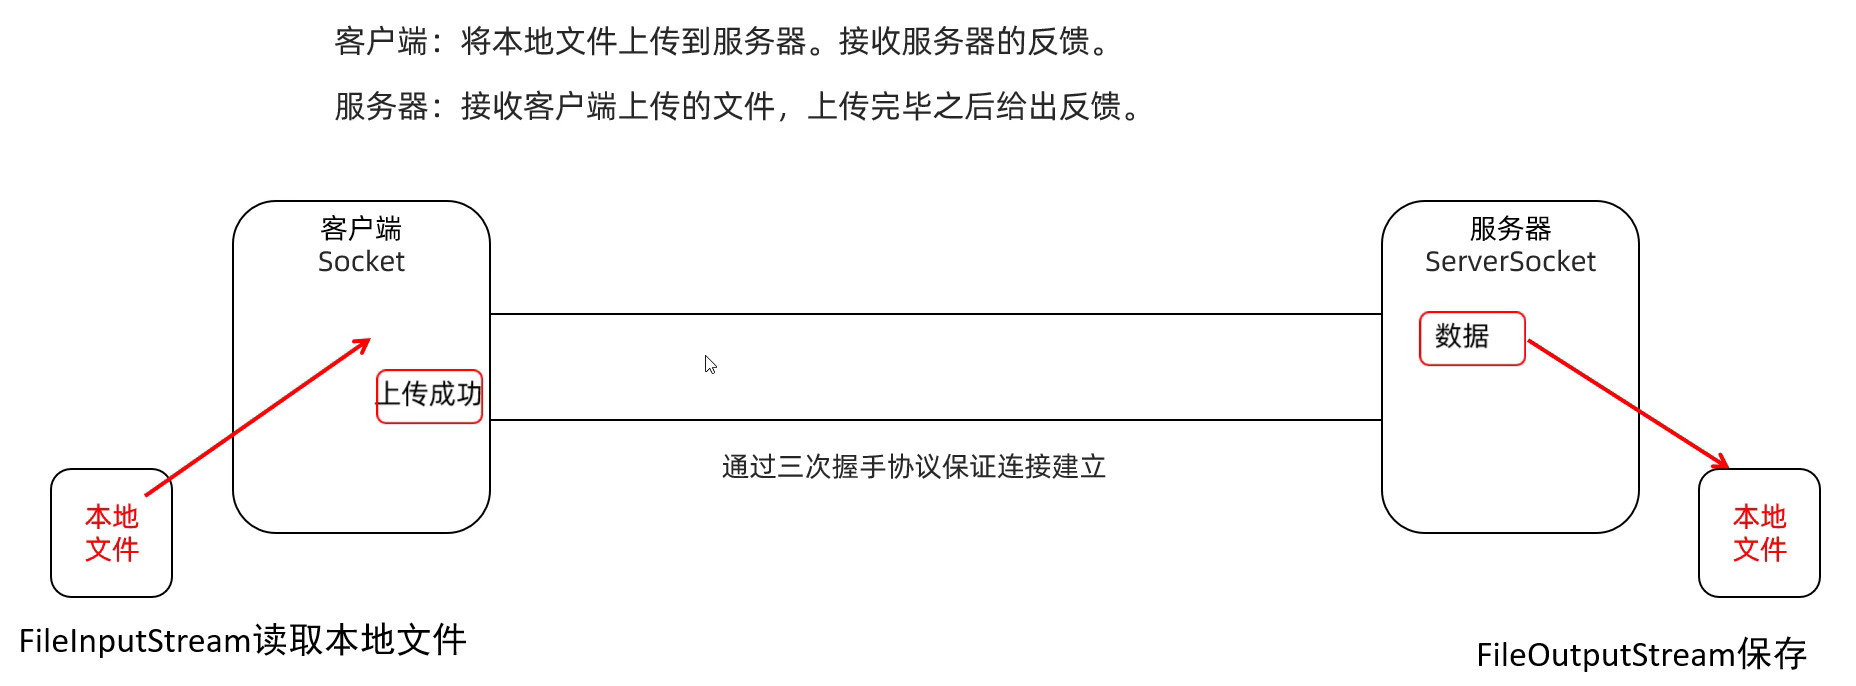 客户端：将本地文件上传到服务器。接收服务器的反馈。
服务器：接收客户端上传的文件，上传完毕之后给出反馈。
客户端
Socket
服务器
ServerSocket
数据
上传成功
通过三次握手协议保证连接建立
本地
文件
本地
文件
FileInputStream读取本地文件
FileOutputStream保存